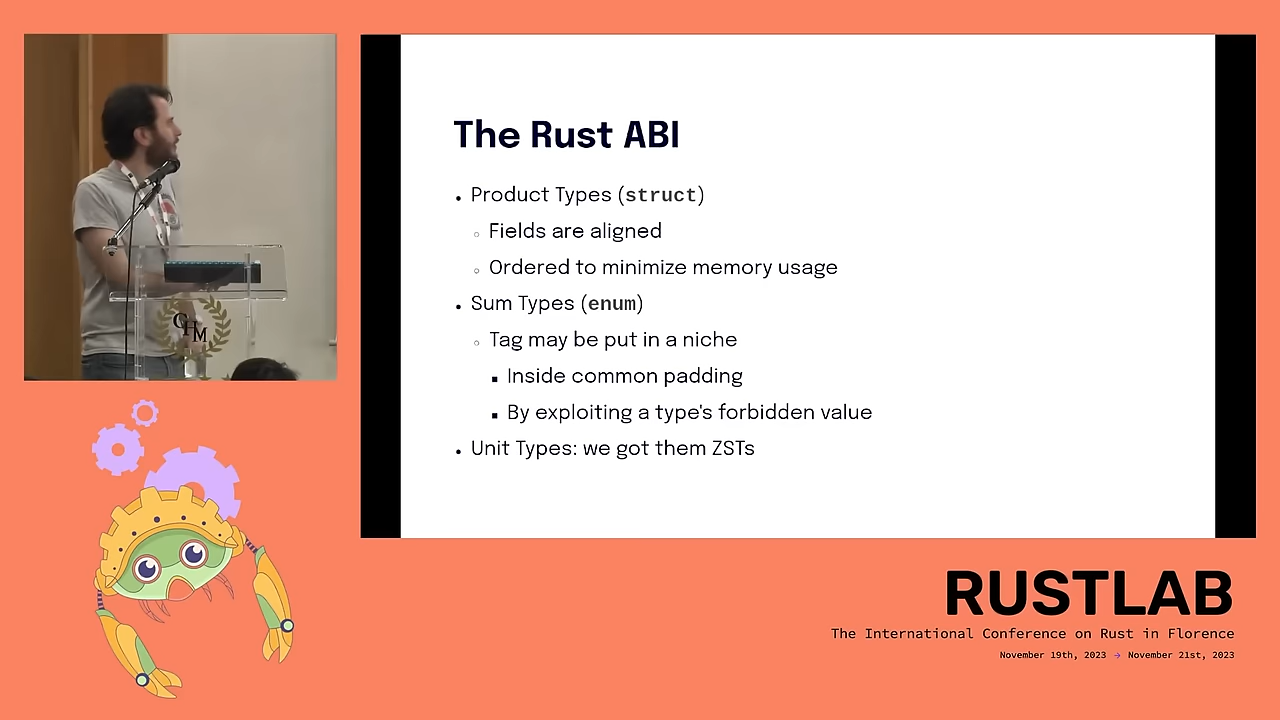 The Rust ABI
• Product Types (struct)
○ Fields are aligned
○ Ordered to minimize memory usage
• Sum Types (enum)
○ Tag may be put in a niche
▪ Inside common padding
▪ By exploiting a type's forbidden value
• Unit Types: we got them ZSTs
CHM
RUSTLAB
The International Conference on Rust in Florence
November 19th, 2023 → November 21st, 2023